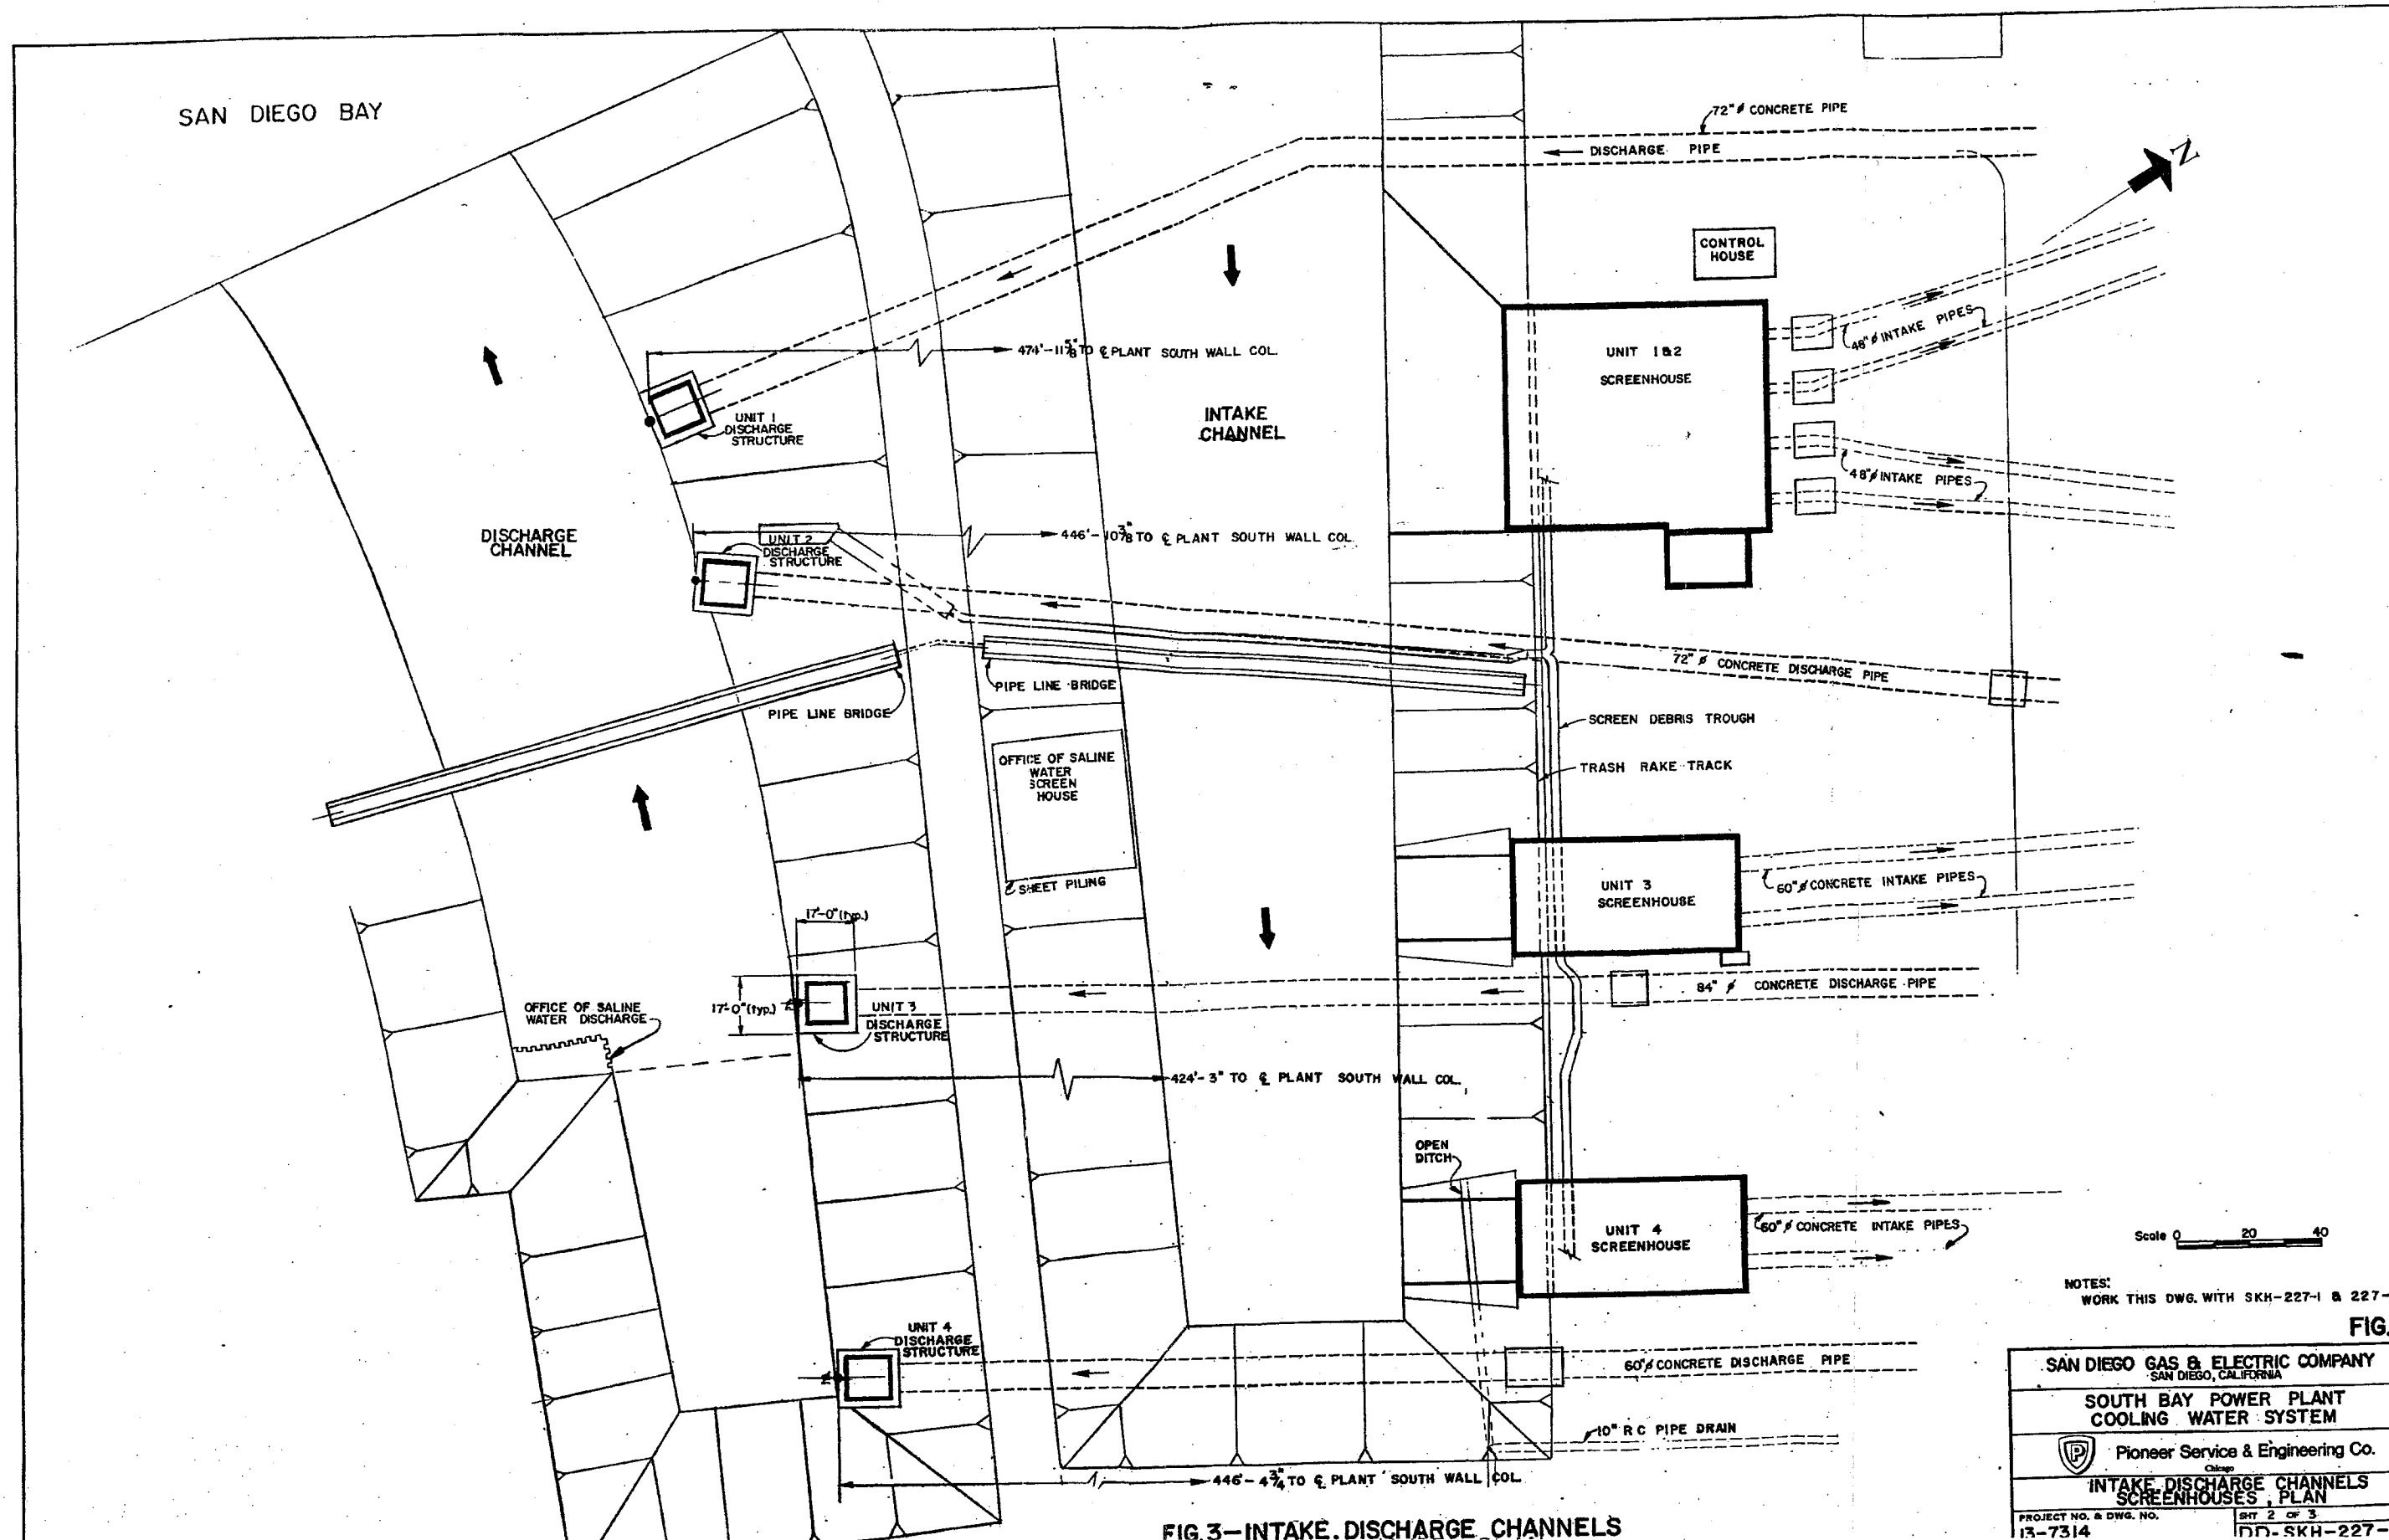 SAN DIEGO BAY
72"ø CONCRETE PIPE
DISCHARGE PIPE
N
CONTROL
HOUSE
48"ø INTAKE PIPES
UNIT 1 & 2
SCREENHOUSE
474'-11 5/8" TO ℄ PLANT SOUTH WALL COL.
UNIT 1
DISCHARGE
STRUCTURE
INTAKE
CHANNEL
48"ø INTAKE PIPES
DISCHARGE
CHANNEL
UNIT 2
DISCHARGE
STRUCTURE
446'-10 3/8" TO ℄ PLANT SOUTH WALL COL.
72" ø CONCRETE DISCHARGE PIPE
PIPE LINE BRIDGE
PIPE LINE BRIDGE
SCREEN DEBRIS TROUGH
TRASH RAKE TRACK
OFFICE OF SALINE
WATER
SCREEN
HOUSE
SHEET PILING
UNIT 3
SCREENHOUSE
60"ø CONCRETE INTAKE PIPES
17'-0" (typ.)
17'-0" (typ.)
UNIT 3
DISCHARGE
STRUCTURE
84" ø CONCRETE DISCHARGE PIPE
OFFICE OF SALINE
WATER DISCHARGE
424'-3" TO ℄ PLANT SOUTH WALL COL.
OPEN
DITCH
UNIT 4
SCREENHOUSE
60"ø CONCRETE INTAKE PIPES
Scale 0 20 40
NOTES:
WORK THIS DWG. WITH SKH-227-1 & 227-
FIG.
UNIT 4
DISCHARGE
STRUCTURE
60"ø CONCRETE DISCHARGE PIPE
10" R C PIPE DRAIN
446'-4 3/4" TO ℄ PLANT SOUTH WALL COL.
FIG. 3—INTAKE, DISCHARGE CHANNELS
SAN DIEGO GAS & ELECTRIC COMPANY
SAN DIEGO, CALIFORNIA
SOUTH BAY POWER PLANT
COOLING WATER SYSTEM
P Pioneer Service & Engineering Co.
Chicago
INTAKE, DISCHARGE CHANNELS
SCREENHOUSES, PLAN
PROJECT NO. & DWG. NO.
13-7314
SHT 2 OF 3
DD-SKH-227-